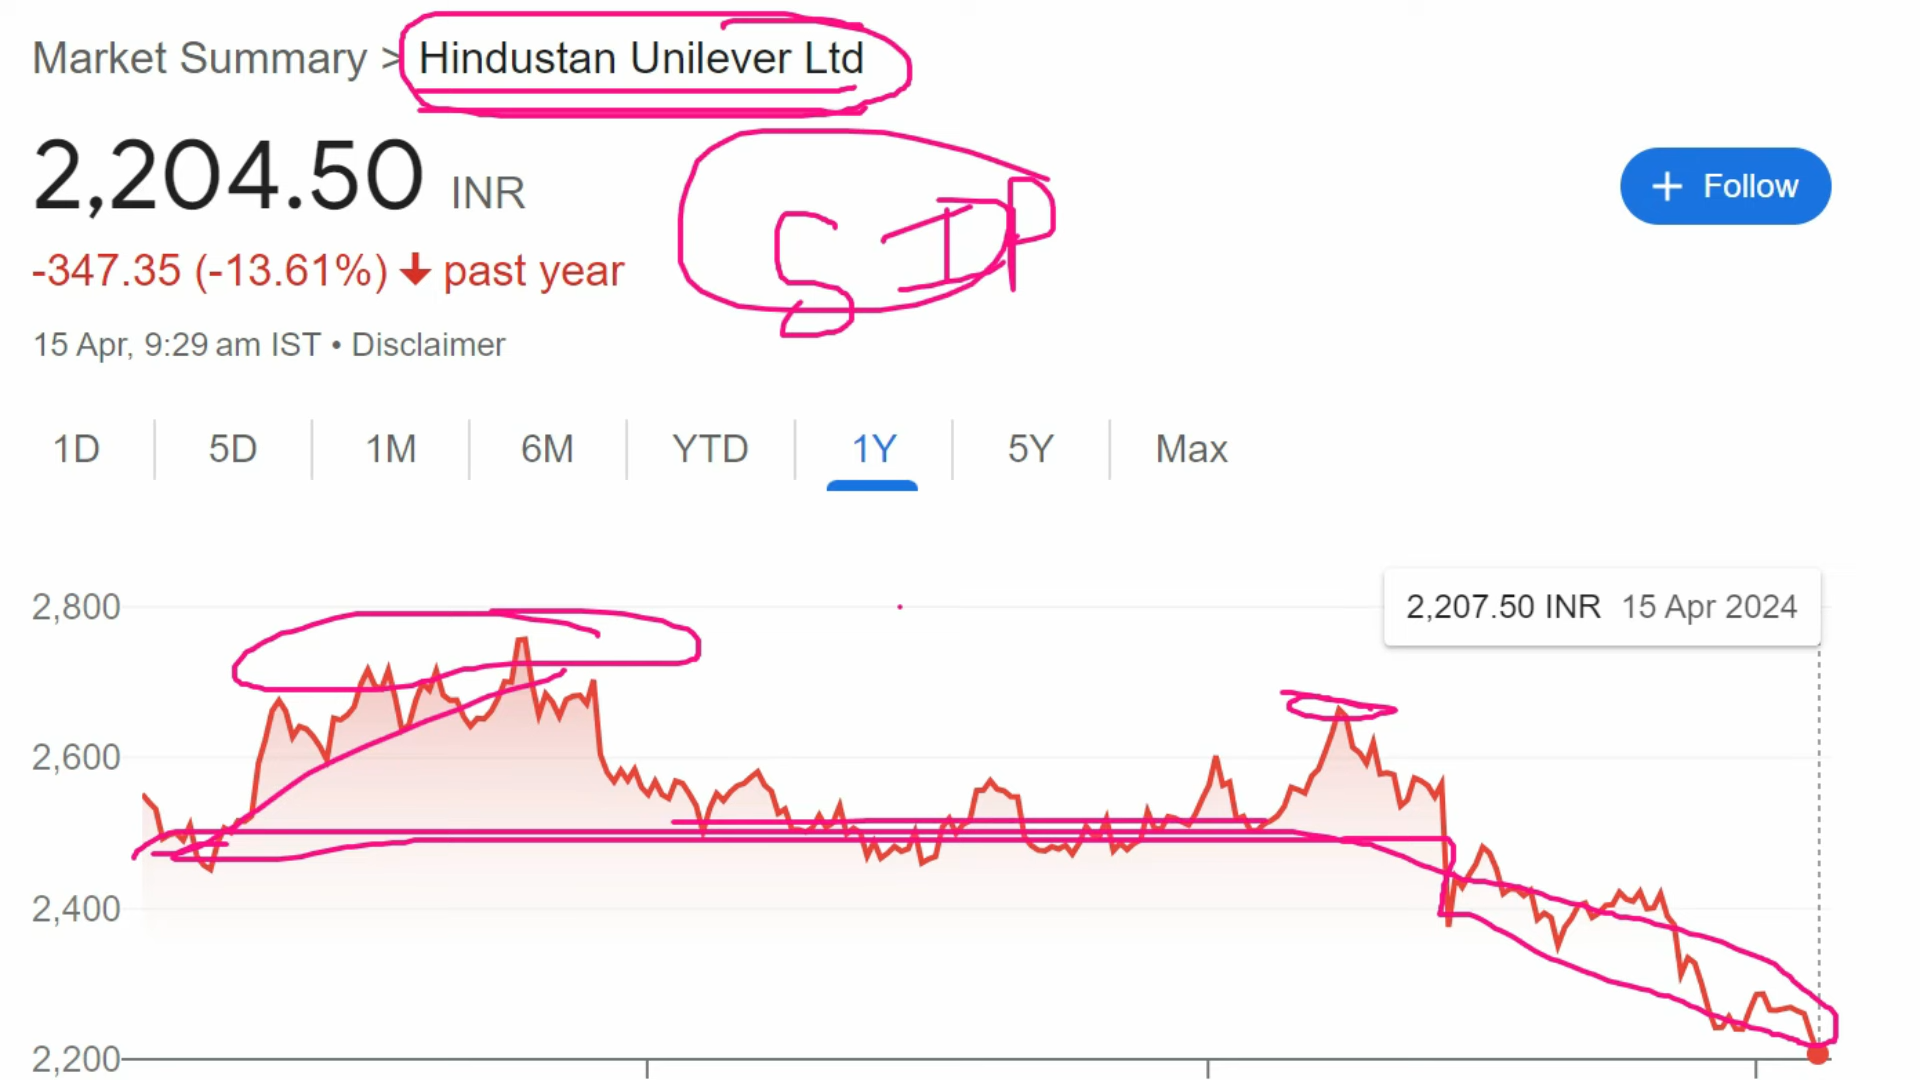 Market Summary > Hindustan Unilever Ltd
2,204.50 INR
+ Follow
-347.35 (-13.61%) ↓ past year
SIP
15 Apr, 9:29 am IST • Disclaimer
1D 5D 1M 6M YTD 1Y 5Y Max
2,207.50 INR 15 Apr 2024
2,800
2,600
2,400
2,200